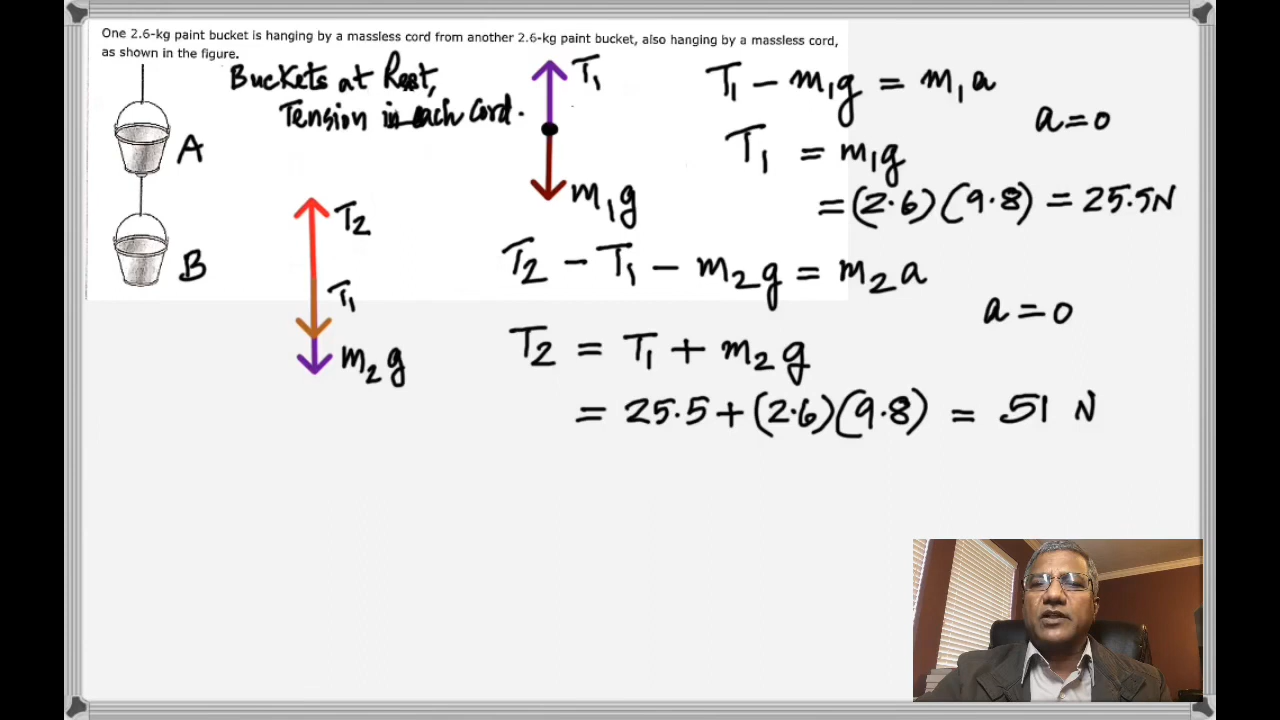 One 2.6-kg paint bucket is hanging by a massless cord from another 2.6-kg paint bucket, also hanging by a massless cord,
as shown in the figure.
Buckets at Rest,
Tension in each Cord.
A
B
T₁
m₁g
T₂
T₁
m₂g
T₁ - m₁g = m₁a
a = 0
T₁ = m₁g
= (2.6)(9.8) = 25.5N
T₂ - T₁ - m₂g = m₂a
a = 0
T₂ = T₁ + m₂g
= 25.5 + (2.6)(9.8) = 51 N